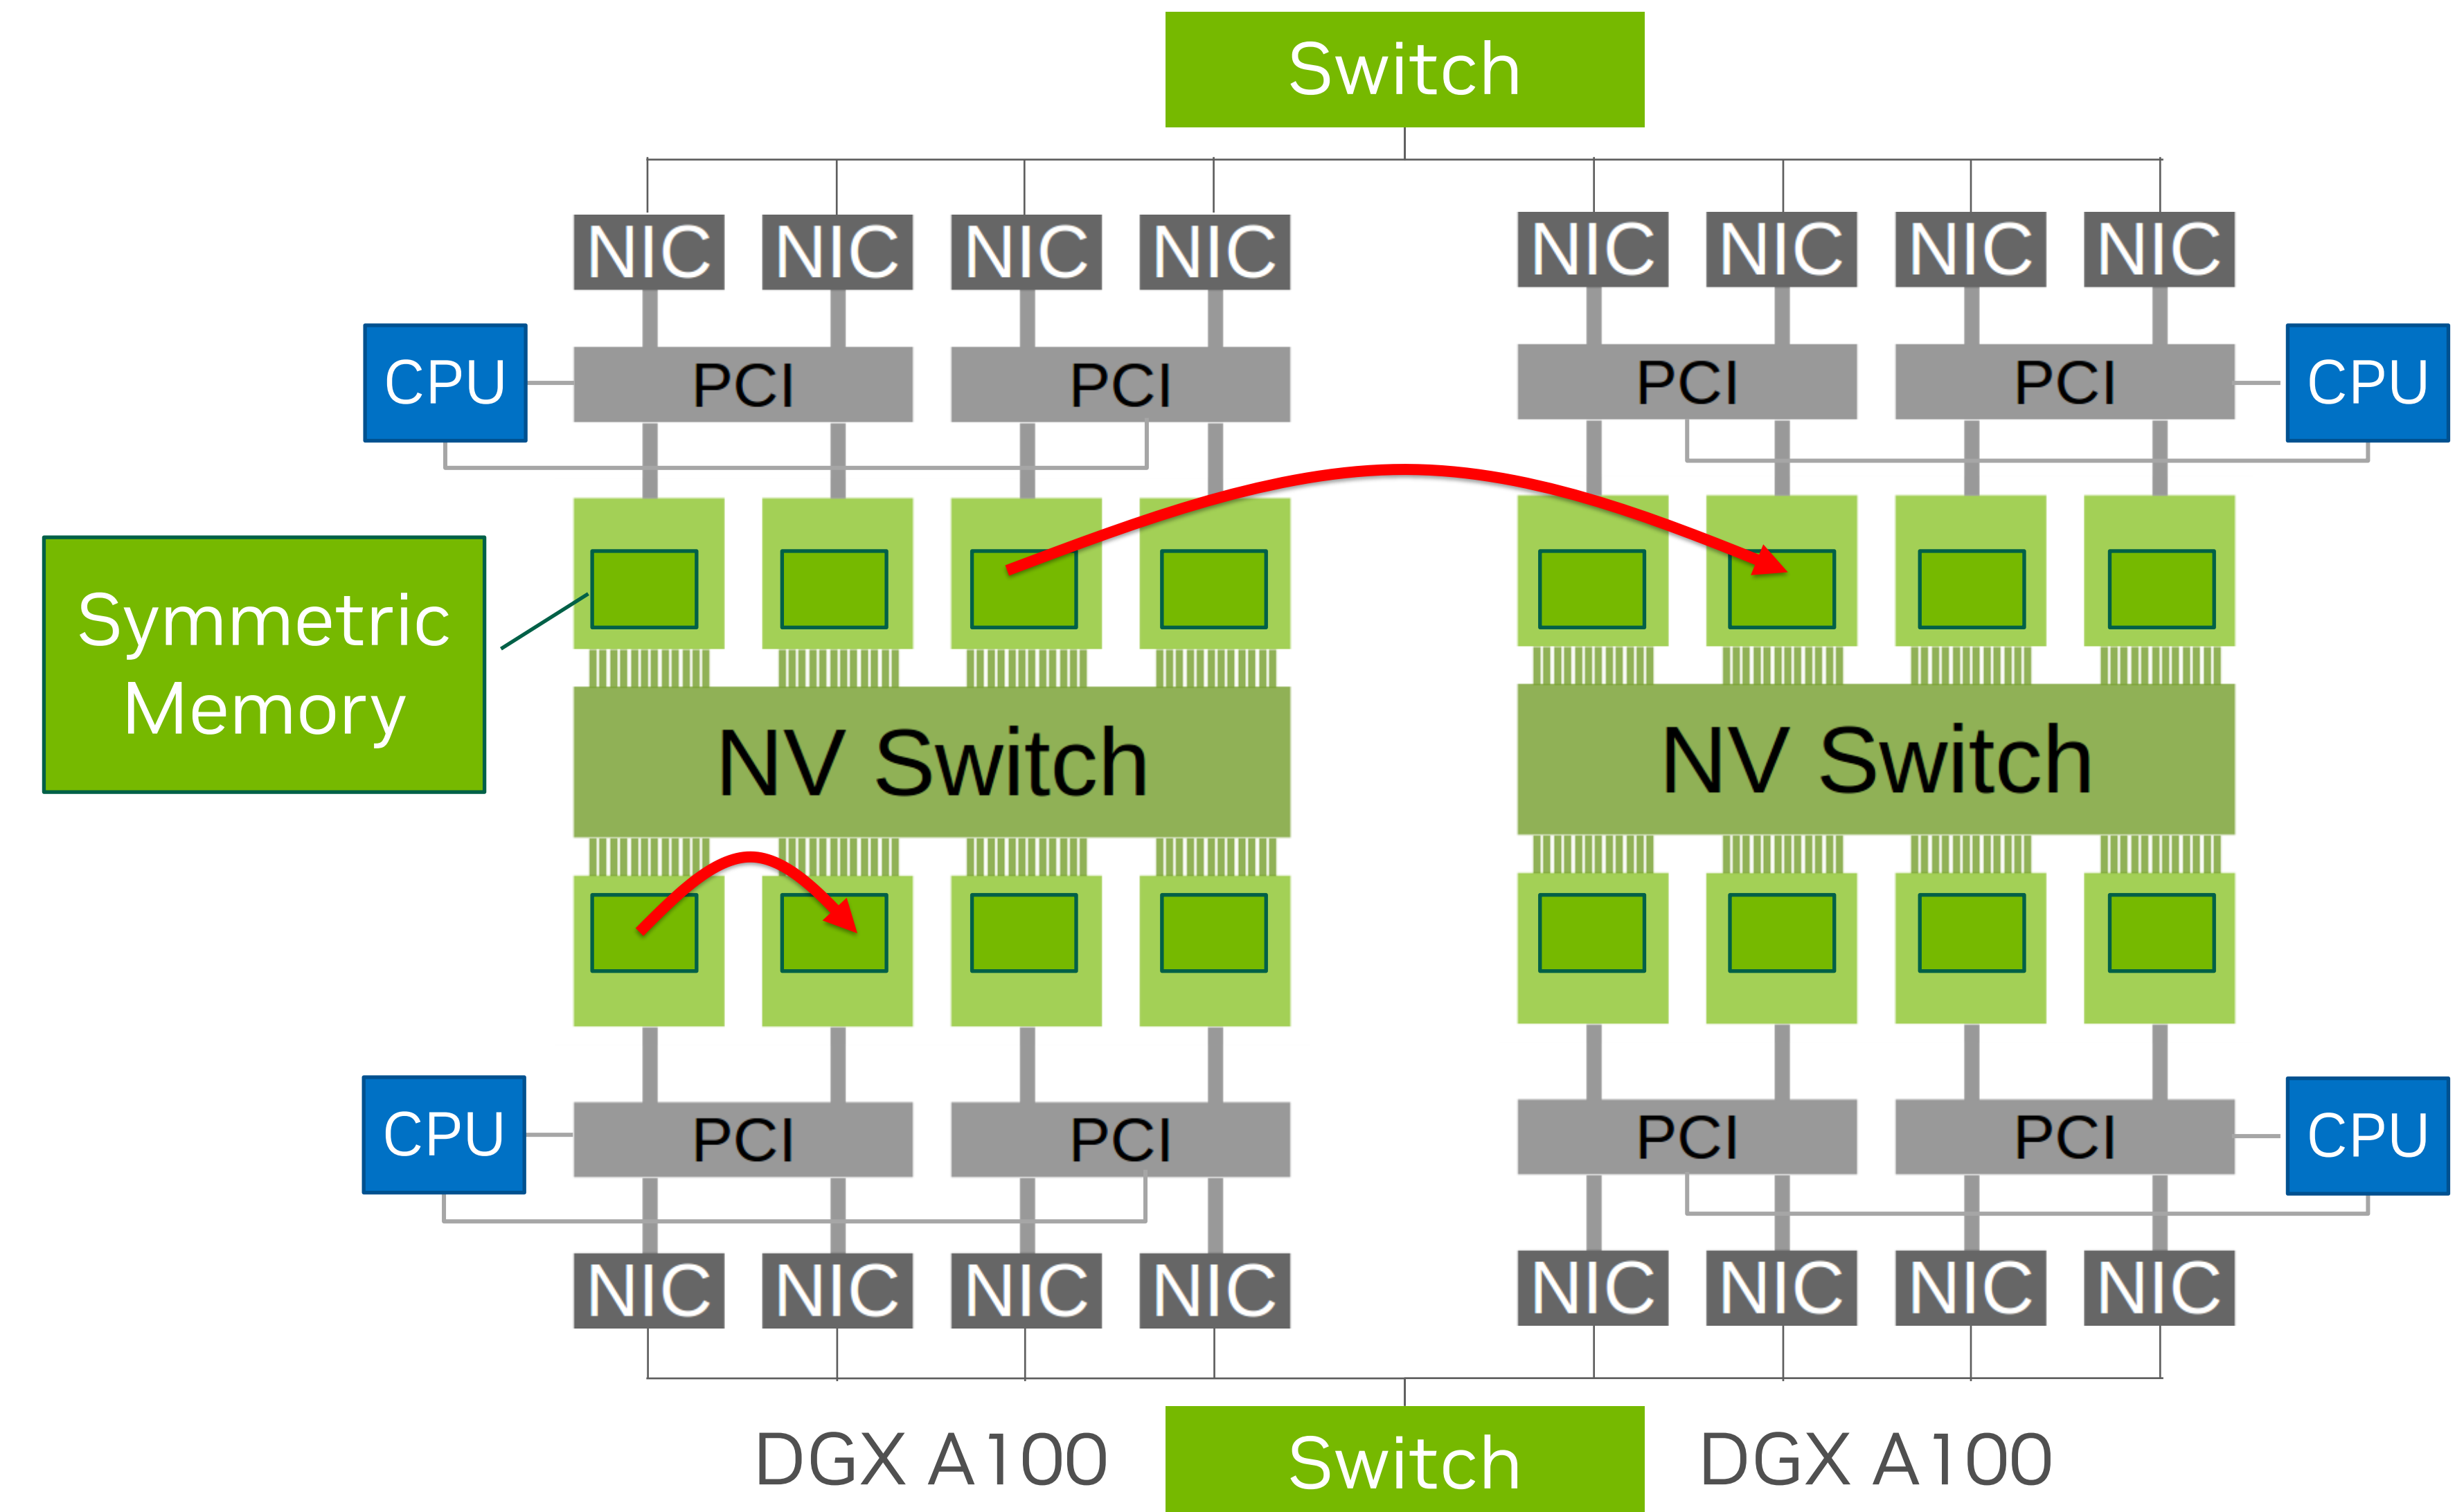 Switch
NIC NIC NIC NIC NIC NIC NIC NIC
CPU PCI PCI PCI PCI CPU
Symmetric
Memory
NV Switch NV Switch
CPU PCI PCI PCI PCI CPU
NIC NIC NIC NIC NIC NIC NIC NIC
DGX A100 Switch DGX A100